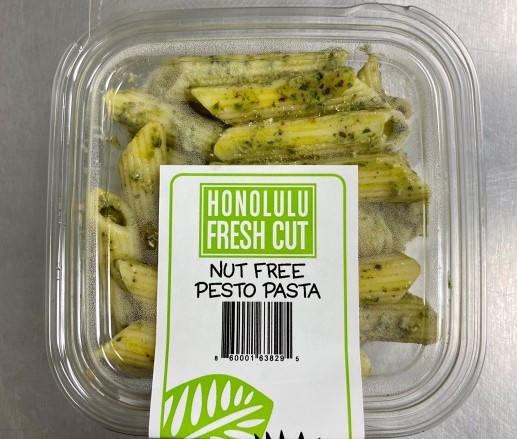 HONOLULU
FRESH CUT
NUT FREE
PESTO PASTA
8 60001 63829 5